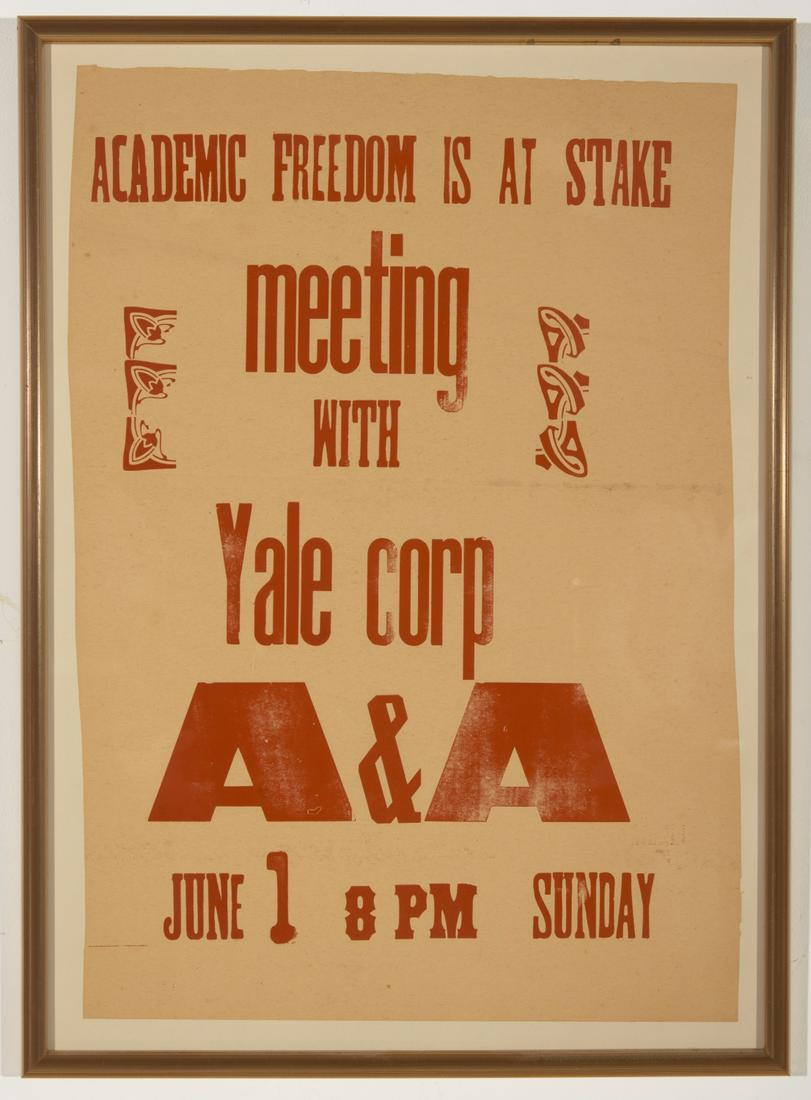 ACADEMIC FREEDOM IS AT STAKE
meeting
WITH
Yale corp
A&A
JUNE 1 8 PM SUNDAY